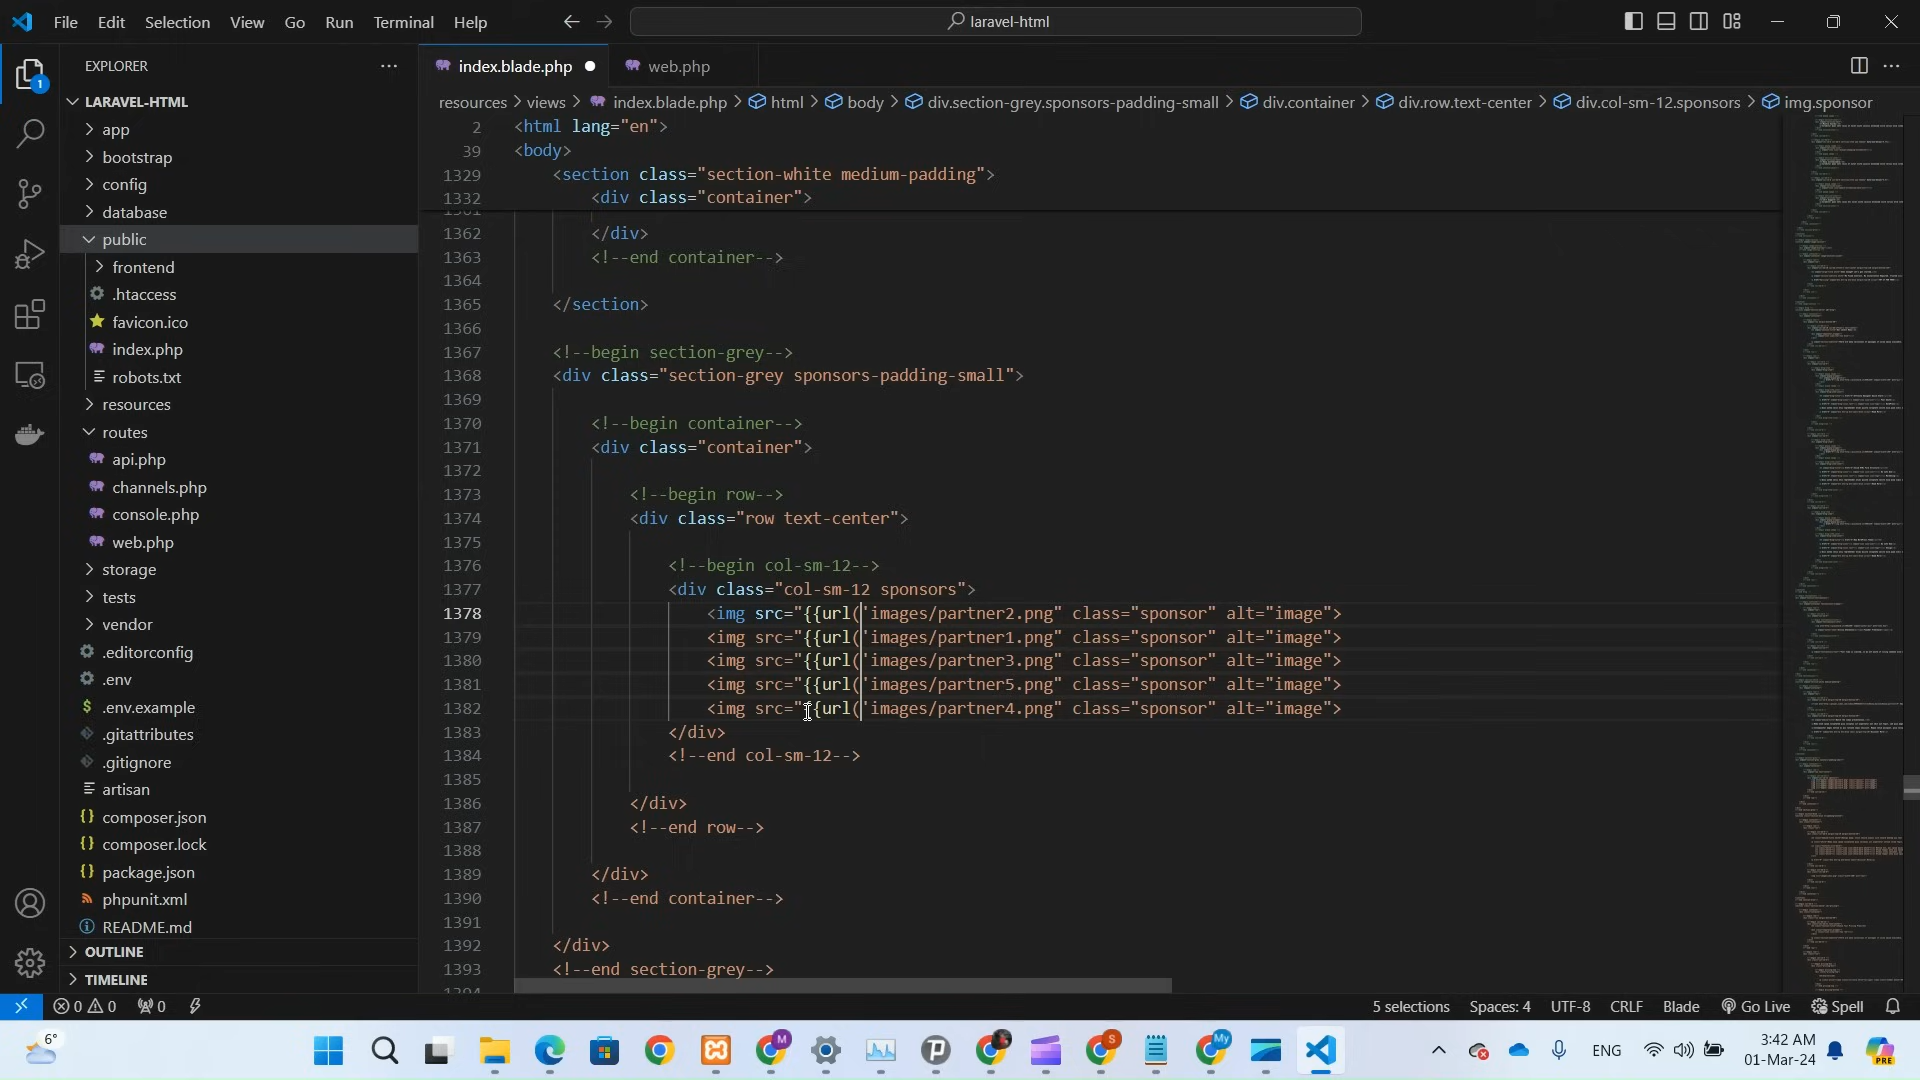 File Edit Selection View Go Run Terminal Help
laravel-html
EXPLORER
index.blade.php
web.php
resources > views > index.blade.php > html > body > div.section-grey.sponsors-padding-small > div.container > div.row.text-center > div.col-sm-12.sponsors > img.sponsor
1
LARAVEL-HTML
app
bootstrap
config
database
public
frontend
.htaccess
favicon.ico
index.php
robots.txt
resources
routes
api.php
channels.php
console.php
web.php
storage
tests
vendor
.editorconfig
.env
.env.example
.gitattributes
.gitignore
artisan
composer.json
composer.lock
package.json
phpunit.xml
README.md
OUTLINE
TIMELINE
2 <html lang="en">
39 <body>
1329 <section class="section-white medium-padding">
1332 <div class="container">
1361
1362 </div>
1363 <!--end container-->
1364
1365 </section>
1366
1367 <!--begin section-grey-->
1368 <div class="section-grey sponsors-padding-small">
1369
1370 <!--begin container-->
1371 <div class="container">
1372
1373 <!--begin row-->
1374 <div class="row text-center">
1375
1376 <!--begin col-sm-12-->
1377 <div class="col-sm-12 sponsors">
1378 <img src="{{url('images/partner2.png" class="sponsor" alt="image">
1379 <img src="{{url('images/partner1.png" class="sponsor" alt="image">
1380 <img src="{{url('images/partner3.png" class="sponsor" alt="image">
1381 <img src="{{url('images/partner5.png" class="sponsor" alt="image">
1382 <img src="{{url('images/partner4.png" class="sponsor" alt="image">
1383 </div>
1384 <!--end col-sm-12-->
1385
1386 </div>
1387 <!--end row-->
1388
1389 </div>
1390 <!--end container-->
1391
1392 </div>
1393 <!--end section-grey-->
1394
0 0 0 5 selections Spaces: 4 UTF-8 CRLF Blade Go Live Spell
6°
M
S
My
ENG
3:42 AM
01-Mar-24
PRE